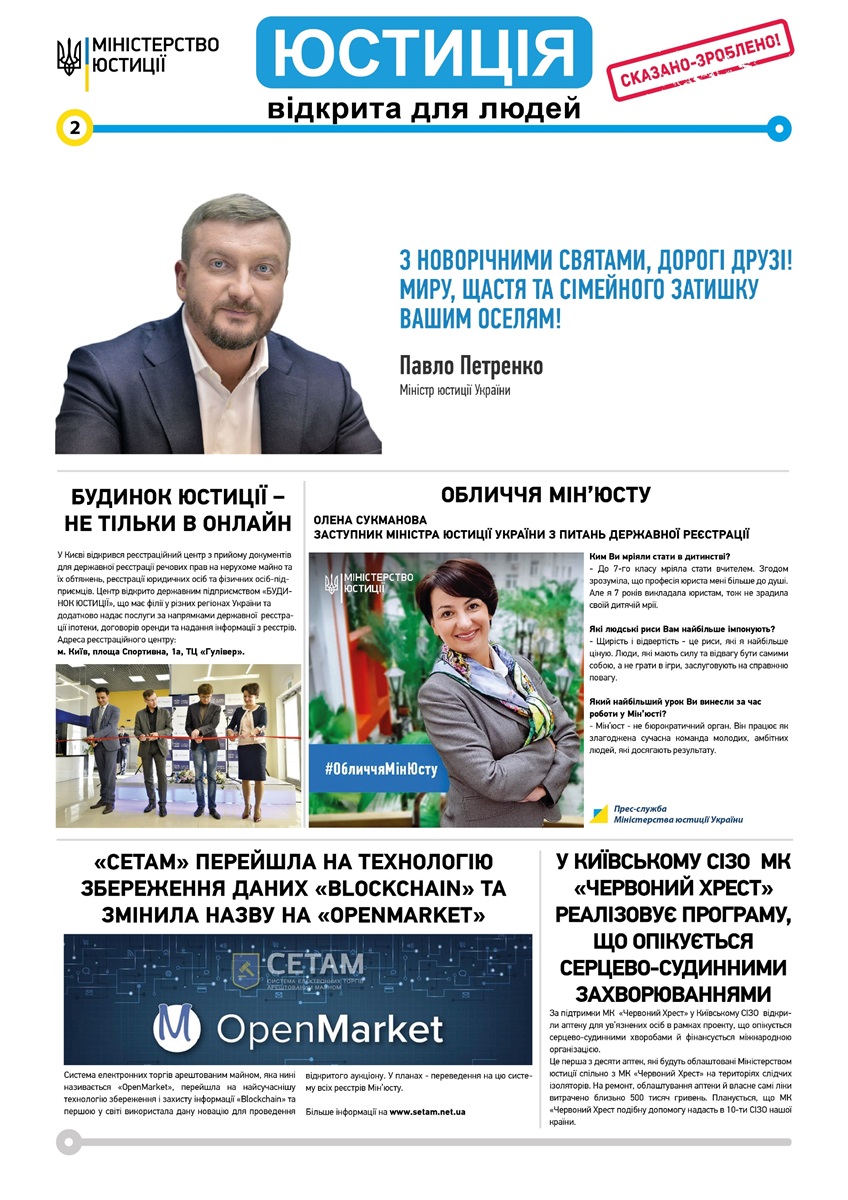 МІНІСТЕРСТВО
ЮСТИЦІЇ
ЮСТИЦІЯ
відкрита для людей
СКАЗАНО-ЗРОБЛЕНО!
2
З НОВОРІЧНИМИ СВЯТАМИ, ДОРОГІ ДРУЗІ!
МИРУ, ЩАСТЯ ТА СІМЕЙНОГО ЗАТИШКУ
ВАШИМ ОСЕЛЯМ!
Павло Петренко
Міністр юстиції України
БУДИНОК ЮСТИЦІЇ –
НЕ ТІЛЬКИ В ОНЛАЙН
У Києві відкрився реєстраційний центр з прийому документів
для державної реєстрації речових прав на нерухоме майно та
їх обтяжень, реєстрації юридичних осіб та фізичних осіб-під-
приємців. Центр відкрито державним підприємством «БУДИ-
НОК ЮСТИЦІЇ», що має філії у різних регіонах України та
додатково надає послуги за напрямками державної реєстра-
ції іпотеки, договорів оренди та надання інформації з реєстрів.
Адреса реєстраційного центру:
м. Київ, площа Спортивна, 1а, ТЦ «Гулівер».
ОБЛИЧЧЯ МІН’ЮСТУ
ОЛЕНА СУКМАНОВА
ЗАСТУПНИК МІНІСТРА ЮСТИЦІЇ УКРАЇНИ З ПИТАНЬ ДЕРЖАВНОЇ РЕЄСТРАЦІЇ
МІНІСТЕРСТВО
ЮСТИЦІЇ
#ОбличчяМінЮсту
Ким Ви мріяли стати в дитинстві?
- До 7-го класу мріяла стати вчителем. Згодом
зрозуміла, що професія юриста мені більше до душі.
Але я 7 років викладала юристам, тож не зрадила
своїй дитячій мрії.
Які людські риси Вам найбільше імпонують?
- Щирість і відвертість - це риси, які я найбільше
ціную. Люди, які мають силу та відвагу бути самими
собою, а не грати в ігри, заслуговують на справжню
повагу.
Який найбільший урок Ви винесли за час
роботи у Мін’юсті?
- Мін’юст - не бюрократичний орган. Він працює як
злагоджена сучасна команда молодих, амбітних
людей, які досягають результату.
Прес-служба
Міністерства юстиції України
«СЕТАМ» ПЕРЕЙШЛА НА ТЕХНОЛОГІЮ
ЗБЕРЕЖЕННЯ ДАНИХ «BLOCKCHAIN» ТА
ЗМІНИЛА НАЗВУ НА «OPENMARKET»
СЕТАМ
СИСТЕМА ЕЛЕКТРОННИХ ТОРГІВ
АРЕШТОВАНИМ МАЙНОМ
M OpenMarket
Система електронних торгів арештованим майном, яка нині
називається «OpenMarket», перейшла на найсучаснішу
технологію збереження і захисту інформації «Blockchain» та
першою у світі використала дану новацію для проведення
відкритого аукціону. У планах - переведення на цю систе-
му всіх реєстрів Мін’юсту.
Більше інформації на www.setam.net.ua
У КИЇВСЬКОМУ СІЗО МК
«ЧЕРВОНИЙ ХРЕСТ»
РЕАЛІЗОВУЄ ПРОГРАМУ,
ЩО ОПІКУЄТЬСЯ
СЕРЦЕВО-СУДИННИМИ
ЗАХВОРЮВАННЯМИ
За підтримки МК «Червоний Хрест» у Київському СІЗО відкри-
ли аптеку для ув’язнених осіб в рамках проекту, що опікується
серцево-судинними хворобами й фінансується міжнародною
організацією.
Це перша з десяти аптек, які будуть облаштовані Міністерством
юстиції спільно з МК «Червоний Хрест» на територіях слідчих
ізоляторів. На ремонт, облаштування аптеки й власне самі ліки
витрачено близько 500 тисяч гривень. Планується, що МК
«Червоний Хрест подібну допомогу надасть в 10-ти СІЗО нашої
країни.